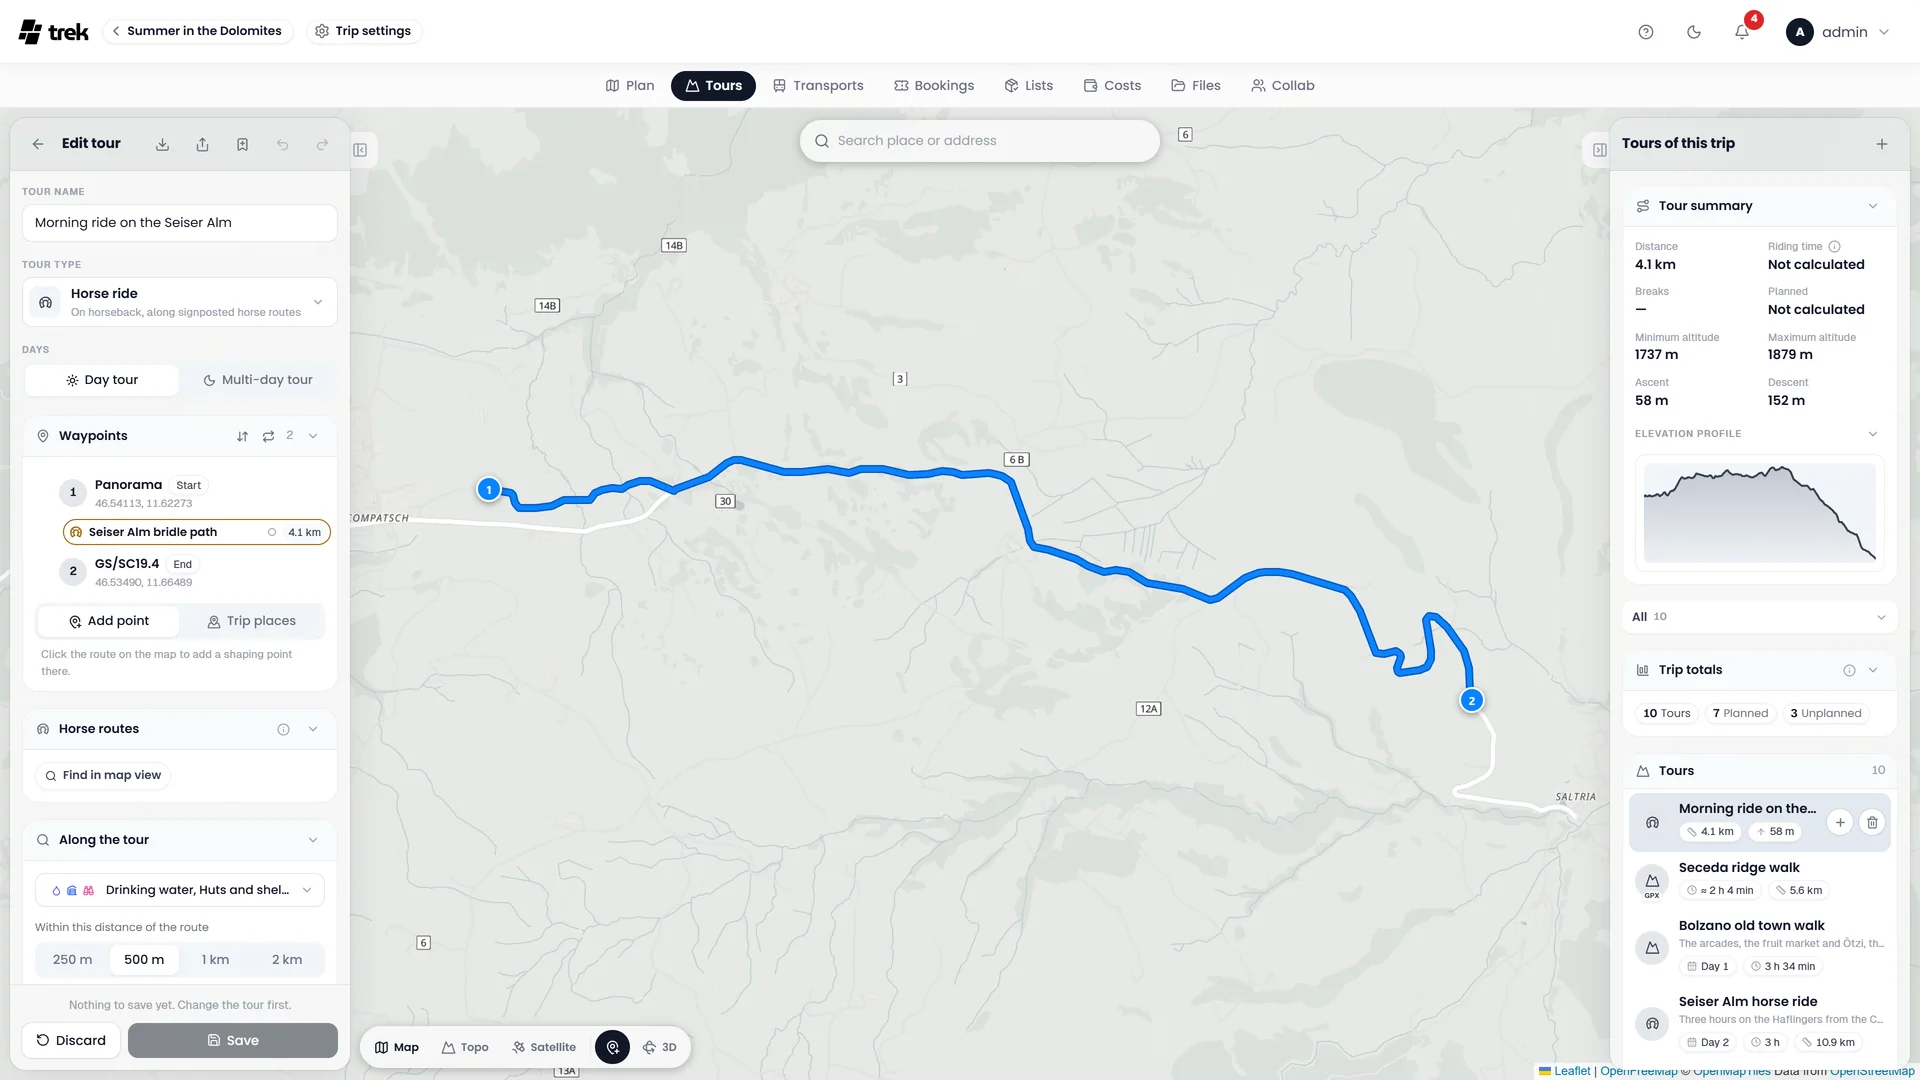 trek
Summer in the Dolomites
Trip settings
4
A
admin
Plan
Tours
Transports
Bookings
Lists
Costs
Files
Collab
Edit tour
TOUR NAME
Morning ride on the Seiser Alm
TOUR TYPE
Horse ride
On horseback, along signposted horse routes
DAYS
Day tour
Multi-day tour
Waypoints
2
1
Panorama
Start
46.54113, 11.62273
Seiser Alm bridle path
4.1 km
2
GS/SC19.4
End
46.53490, 11.66489
Add point
Trip places
Click the route on the map to add a shaping point
there.
Horse routes
Find in map view
Along the tour
Drinking water, Huts and shel...
Within this distance of the route
250 m
500 m
1 km
2 km
Nothing to save yet. Change the tour first.
Discard
Save
Search place or address
6
14B
14B
3
6 B
30
1
OMPATSCH
12A
2
SALTRIA
6
13A
Map
Topo
Satellite
3D
Leaflet | OpenFreeMap © OpenMapTiles Data from OpenStreetMap
Tours of this trip
Tour summary
Distance
Riding time
4.1 km
Not calculated
Breaks
Planned
—
Not calculated
Minimum altitude
Maximum altitude
1737 m
1879 m
Ascent
Descent
58 m
152 m
ELEVATION PROFILE
All 10
Trip totals
10 Tours
7 Planned
3 Unplanned
Tours
10
Morning ride on the...
4.1 km
58 m
Seceda ridge walk
GPX
≈ 2 h 4 min
5.6 km
Bolzano old town walk
The arcades, the fruit market and Ötzi, th...
Day 1
3 h 34 min
Seiser Alm horse ride
Three hours on the Haflingers from the C...
Day 2
3 h
10.9 km